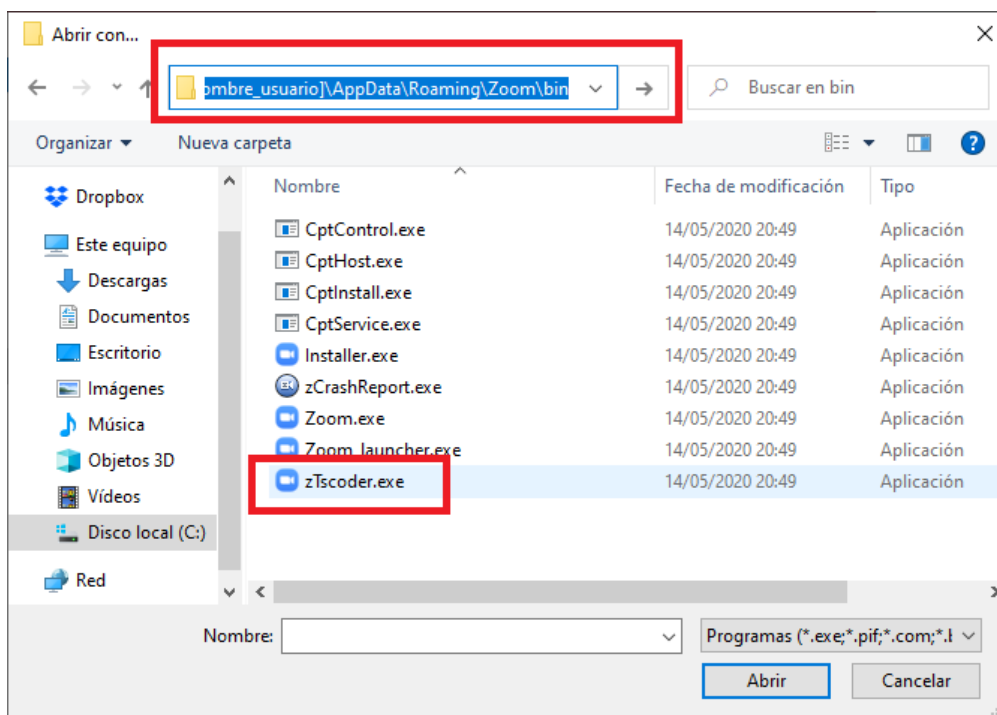 Abrir con...
ombre_usuario]\AppData\Roaming\Zoom\bin
Buscar en bin
Organizar
Nueva carpeta
Nombre
Fecha de modificación
Tipo
Dropbox
Este equipo
Descargas
Documentos
Escritorio
Imágenes
Música
Objetos 3D
Vídeos
Disco local (C:)
Red
CptControl.exe 14/05/2020 20:49 Aplicación
CptHost.exe 14/05/2020 20:49 Aplicación
CptInstall.exe 14/05/2020 20:49 Aplicación
CptService.exe 14/05/2020 20:49 Aplicación
Installer.exe 14/05/2020 20:49 Aplicación
zCrashReport.exe 14/05/2020 20:49 Aplicación
Zoom.exe 14/05/2020 20:49 Aplicación
Zoom_launcher.exe 14/05/2020 20:49 Aplicación
zTscoder.exe 14/05/2020 20:49 Aplicación
Nombre:
Programas (*.exe;*.pif;*.com;*.b
Abrir
Cancelar